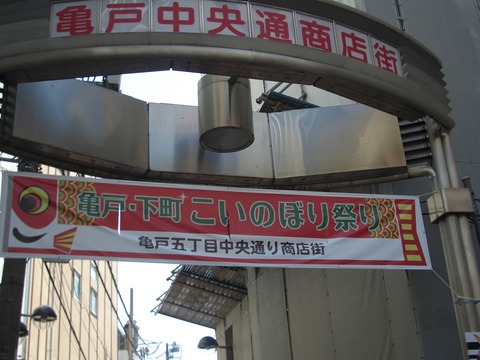 亀戸中央通商店街
亀戸・下町 こいのぼり祭り
亀戸五丁目中央通り商店街